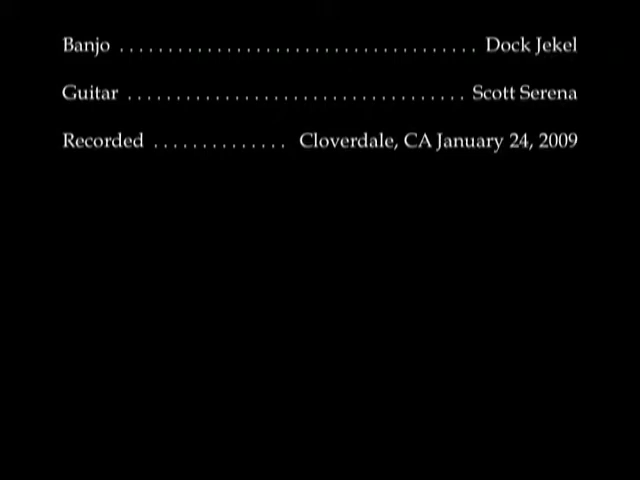 Banjo . . . . . . . . . . . . . . . . . . . . . . . . . . . . . . . . . . . . . Dock Jekel
Guitar . . . . . . . . . . . . . . . . . . . . . . . . . . . . . . . . . . . Scott Serena
Recorded . . . . . . . . . . . . . . Cloverdale, CA January 24, 2009